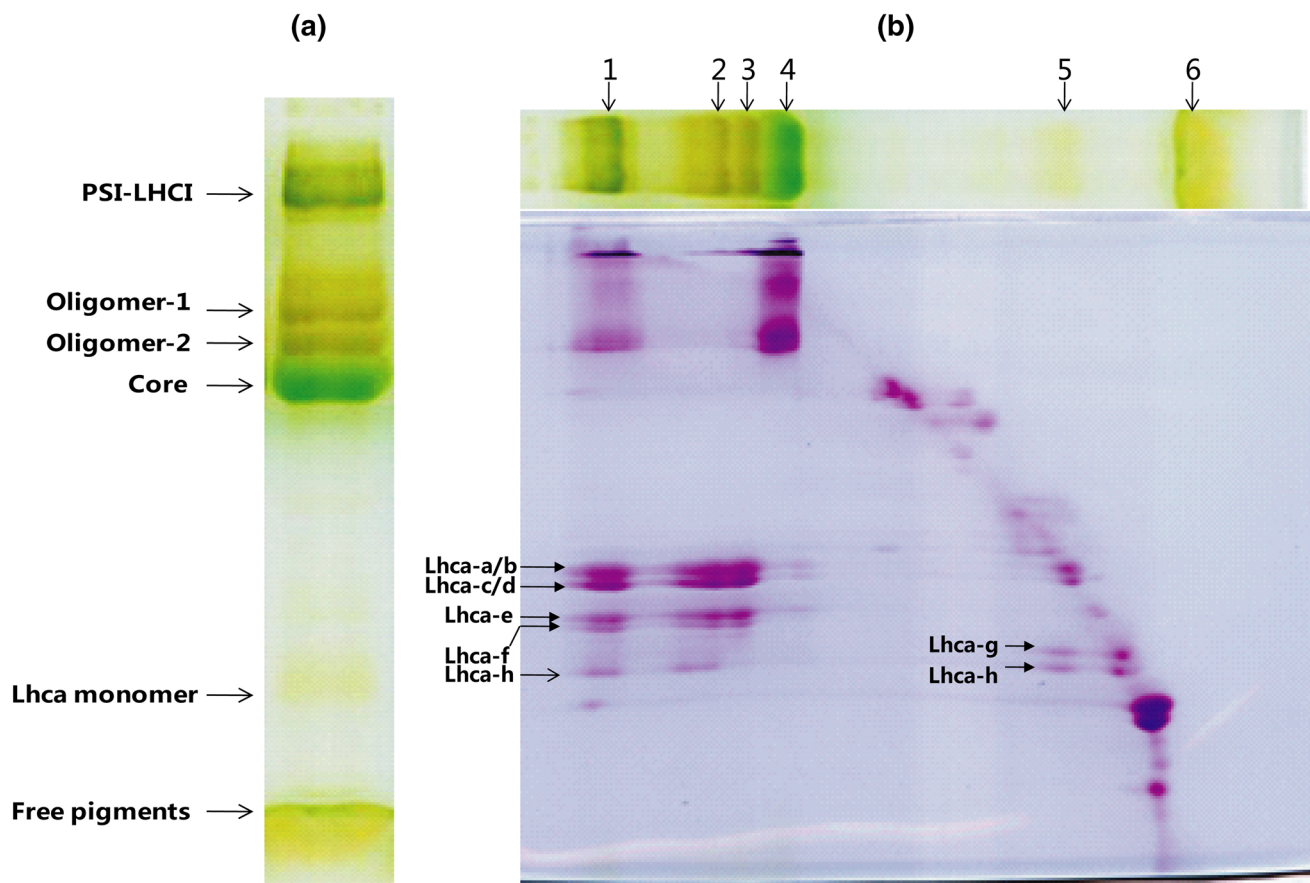 (a)
(b)
1 2 3 4 5 6
PSI-LHCI
Oligomer-1
Oligomer-2
Core
Lhca monomer
Free pigments
Lhca-a/b
Lhca-c/d
Lhca-e
Lhca-f
Lhca-h
Lhca-g
Lhca-h